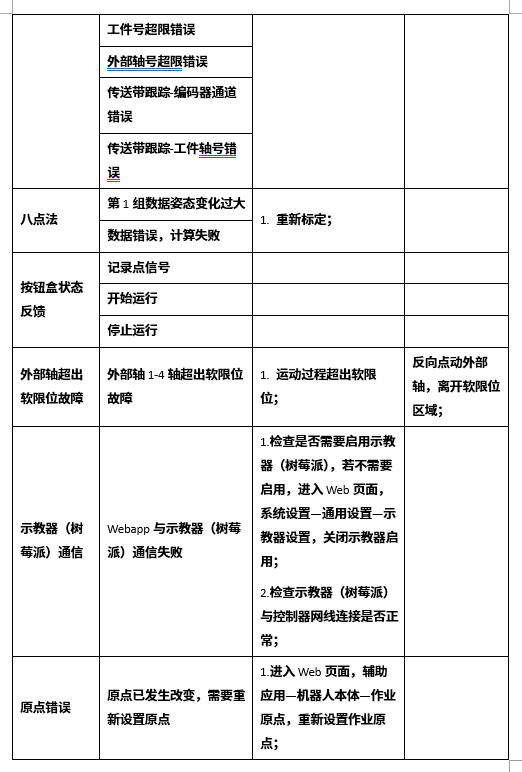 工件号超限错误
外部轴号超限错误
传送带跟踪-编码器通道
错误
传送带跟踪-工件轴号错
误
八点法
第 1 组数据姿态变化过大
数据错误，计算失败
1. 重新标定；
按钮盒状态
反馈
记录点信号
开始运行
停止运行
外部轴超出
软限位故障
外部轴 1-4 轴超出软限位
故障
1. 运动过程超出软限
位；
反向点动外部
轴，离开软限位
区域；
示教器（树
莓派）通信
Webapp 与示教器（树莓
派）通信失败
1.检查是否需要启用示教
器（树莓派），若不需要
启用，进入 Web 页面，
系统设置—通用设置—示
教器设置，关闭示教器启
用；
2.检查示教器（树莓派）
与控制器网线连接是否正
常；
原点错误
原点已发生改变，需要重
新设置原点
1.进入 Web 页面，辅助
应用—机器人本体—作业
原点，重新设置作业原
点；